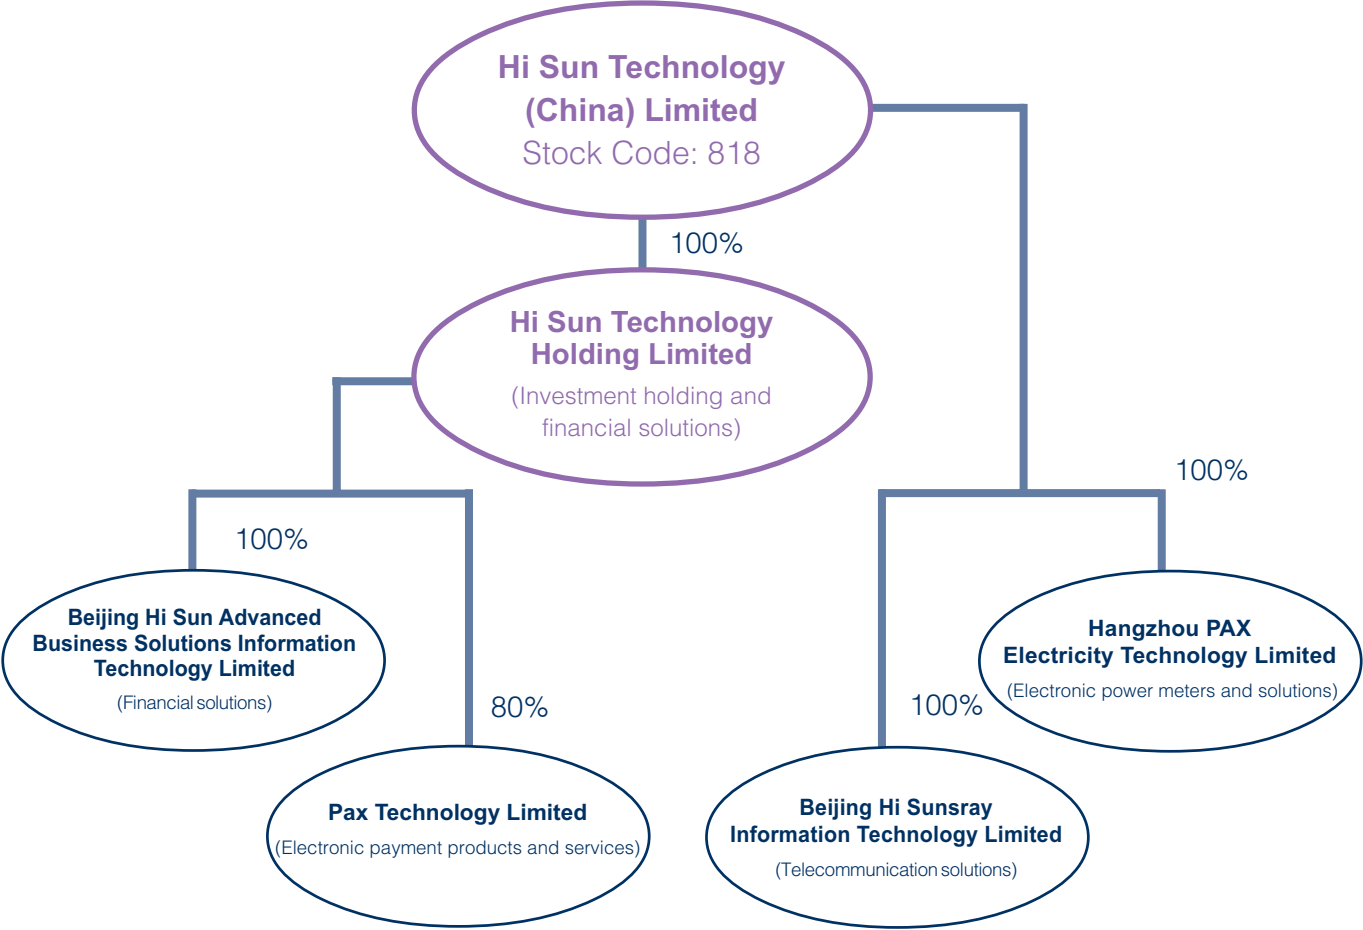 Hi Sun Technology
(China) Limited
Stock Code: 818
100%
Hi Sun Technology
Holding Limited
(Investment holding and
financial solutions)
100%
100%
Beijing Hi Sun Advanced
Business Solutions Information
Technology Limited
(Financial solutions)
Hangzhou PAX
Electricity Technology Limited
(Electronic power meters and solutions)
80%
100%
Pax Technology Limited
(Electronic payment products and services)
Beijing Hi Sunsray
Information Technology Limited
(Telecommunication solutions)